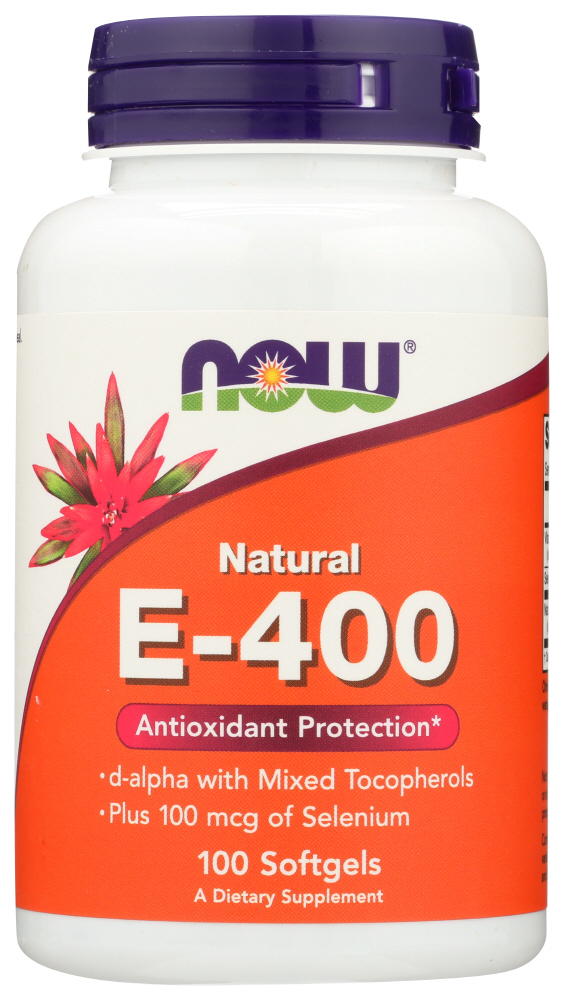 now®
Natural
E-400
Antioxidant Protection*
•d-alpha with Mixed Tocopherols
•Plus 100 mcg of Selenium
100 Softgels
A Dietary Supplement